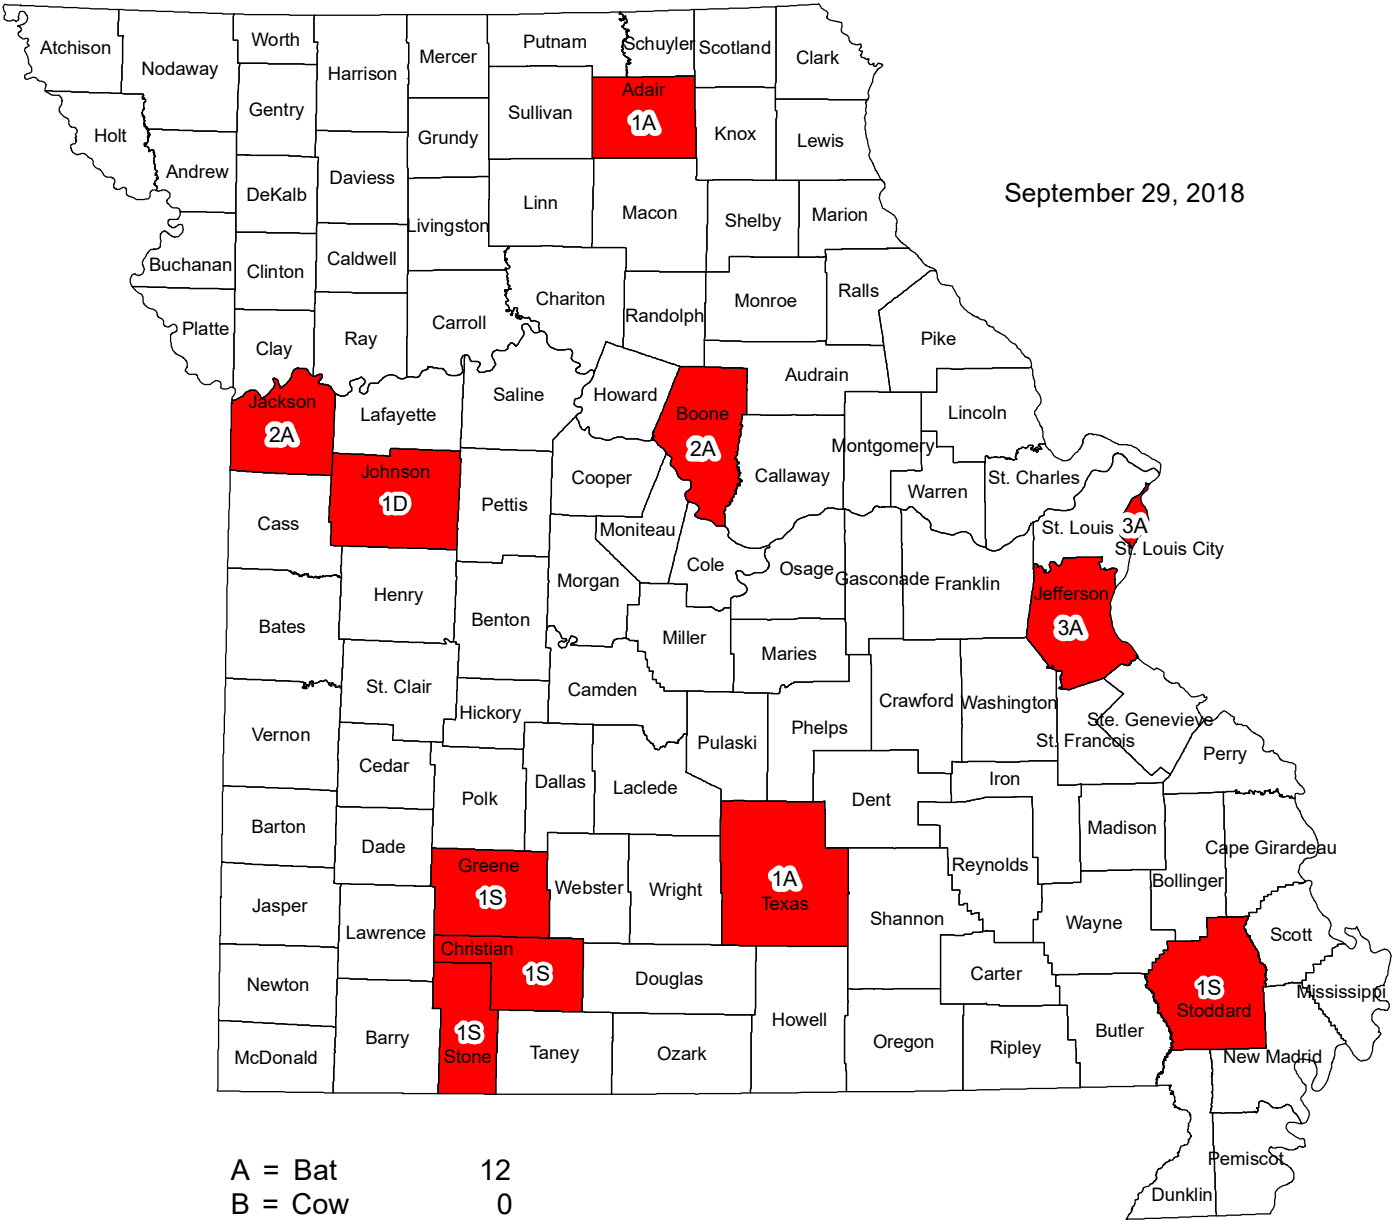 Atchison
Nodaway
Worth
Harrison
Mercer
Putnam
Schuyler
Scotland
Clark
Holt
Andrew
Gentry
DeKalb
Daviess
Grundy
Sullivan
Adair
1A
Knox
Lewis
Livingston
Linn
Macon
Shelby
Marion
September 29, 2018
Buchanan
Clinton
Caldwell
Chariton
Randolph
Monroe
Ralls
Pike
Platte
Clay
Ray
Carroll
Audrain
Jackson
2A
Lafayette
Saline
Howard
Boone
2A
Callaway
Montgomery
Lincoln
Johnson
1D
Pettis
Cooper
Warren
St. Charles
Cass
Moniteau
Cole
Osage
Gasconade
Franklin
St. Louis
3A
St. Louis City
Henry
Morgan
Jefferson
3A
Bates
Benton
Miller
Maries
St. Clair
Hickory
Camden
Crawford
Washington
Ste. Genevieve
St. Francois
Perry
Vernon
Cedar
Polk
Dallas
Laclede
Pulaski
Phelps
Dent
Iron
Madison
Cape Girardeau
Barton
Dade
Greene
1S
Webster
Wright
1A
Texas
Reynolds
Bollinger
Jasper
Lawrence
Christian
1S
Shannon
Wayne
Scott
Newton
Douglas
Carter
1S
Stoddard
Mississippi
McDonald
Barry
1S
Stone
Taney
Ozark
Howell
Oregon
Ripley
Butler
New Madrid
Pemiscot
Dunklin
A = Bat 12
B = Cow 0